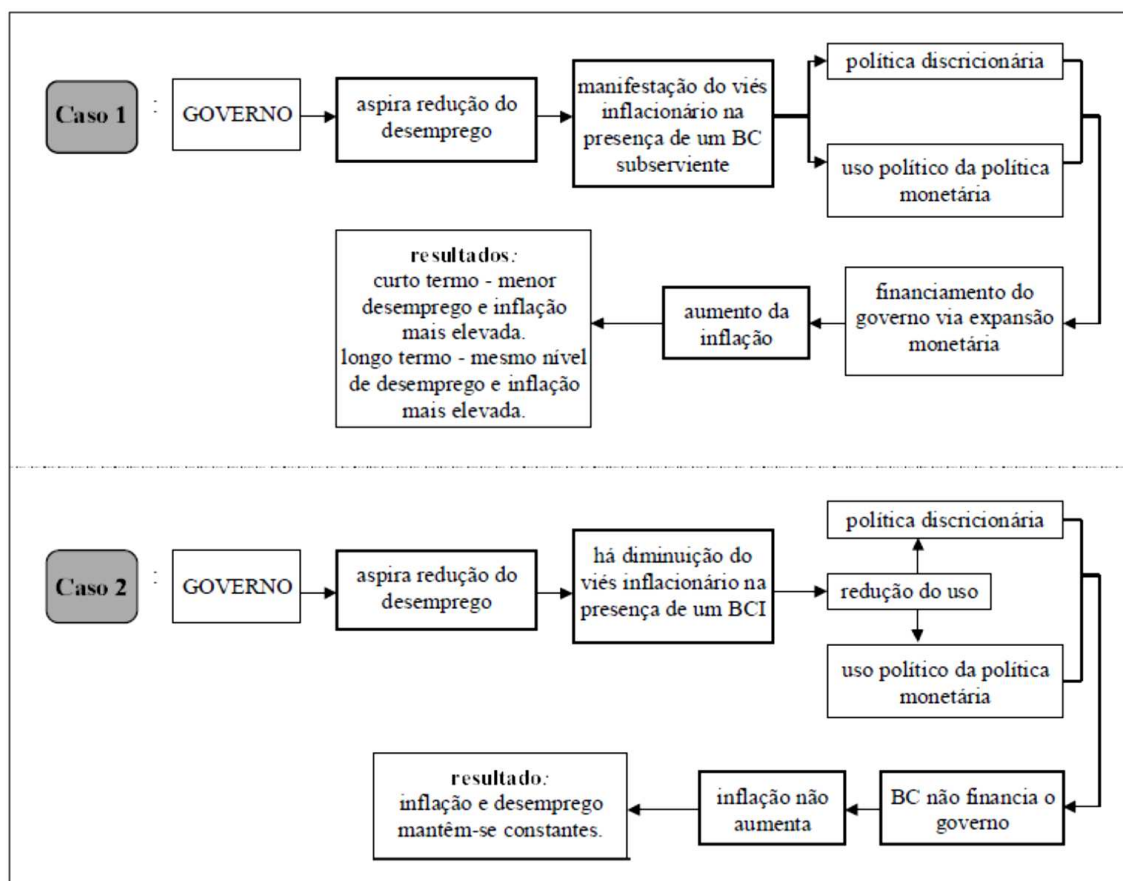 Caso 1
:
GOVERNO
aspira redução do
desemprego
manifestação do viés
inflacionário na
presença de um BC
subserviente
política discricionária
uso político da política
monetária
financiamento do
governo via expansão
monetária
aumento da
inflação
resultados:
curto termo - menor
desemprego e inflação
mais elevada.
longo termo - mesmo nível
de desemprego e inflação
mais elevada.
Caso 2
:
GOVERNO
aspira redução do
desemprego
há diminuição do
viés inflacionário na
presença de um BCI
política discricionária
redução do uso
uso político da política
monetária
BC não financia o
governo
inflação não
aumenta
resultado:
inflação e desemprego
mantêm-se constantes.